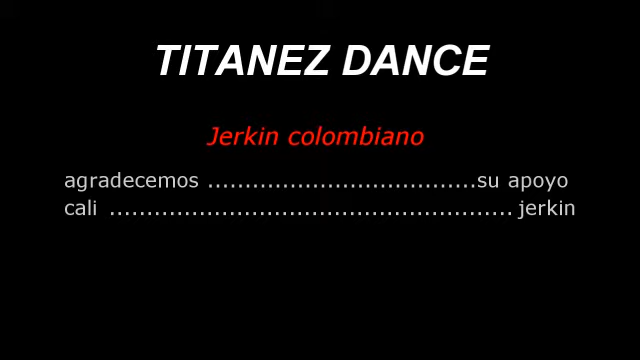 TITANEZ DANCE
Jerkin colombiano
agradecemos ....................................su apoyo
cali ......................................................jerkin